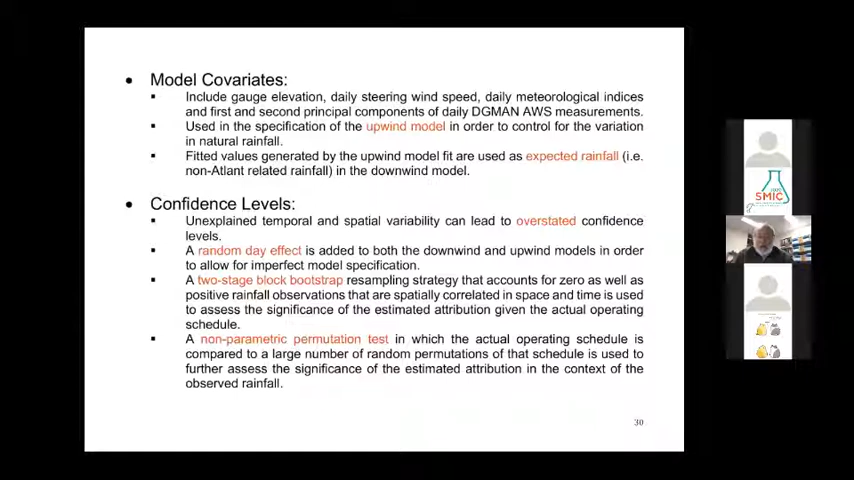 • Model Covariates:
▪ Include gauge elevation, daily steering wind speed, daily meteorological indices
and first and second principal components of daily DGMAN AWS measurements.
▪ Used in the specification of the upwind model in order to control for the variation
in natural rainfall.
▪ Fitted values generated by the upwind model fit are used as expected rainfall (i.e.
non-Atlant related rainfall) in the downwind model.
• Confidence Levels:
▪ Unexplained temporal and spatial variability can lead to overstated confidence
levels.
▪ A random day effect is added to both the downwind and upwind models in order
to allow for imperfect model specification.
▪ A two-stage block bootstrap resampling strategy that accounts for zero as well as
positive rainfall observations that are spatially correlated in space and time is used
to assess the significance of the estimated attribution given the actual operating
schedule.
▪ A non-parametric permutation test in which the actual operating schedule is
compared to a large number of random permutations of that schedule is used to
further assess the significance of the estimated attribution in the context of the
observed rainfall.
30
SMIC